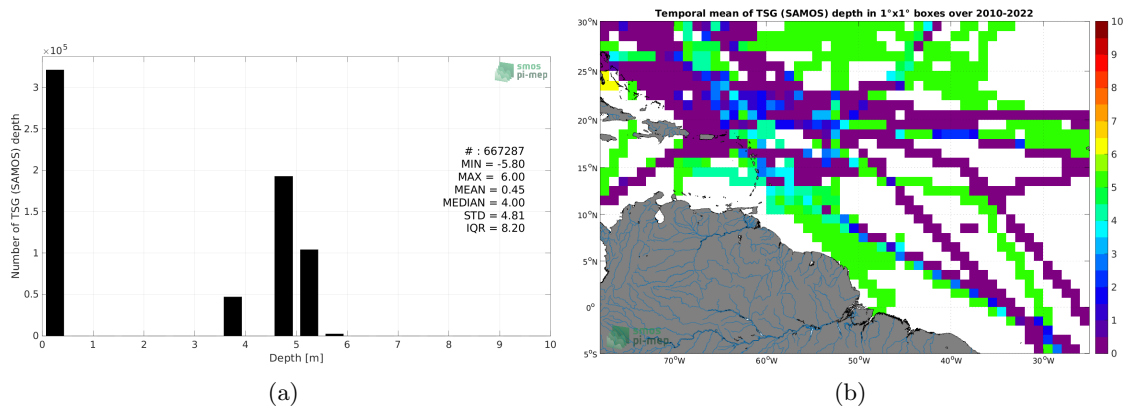 ×10⁵
3
2.5
2
1.5
1
0.5
0
Number of TSG (SAMOS) depth
0 1 2 3 4 5 6 7 8 9 10
Depth [m]
smos
pi-mep
# : 667287
MIN = -5.80
MAX = 6.00
MEAN = 0.45
MEDIAN = 4.00
STD = 4.81
IQR = 8.20
(a)
Temporal mean of TSG (SAMOS) depth in 1°x1° boxes over 2010-2022
30°N
25°N
20°N
15°N
10°N
5°N
0°
5°S
70°W 60°W 50°W 40°W 30°W
smos
pi-mep
10
9
8
7
6
5
4
3
2
1
0
(b)